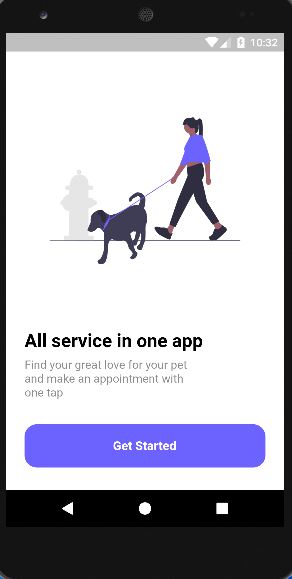 10:32
All service in one app
Find your great love for your pet
and make an appointment with
one tap
Get Started